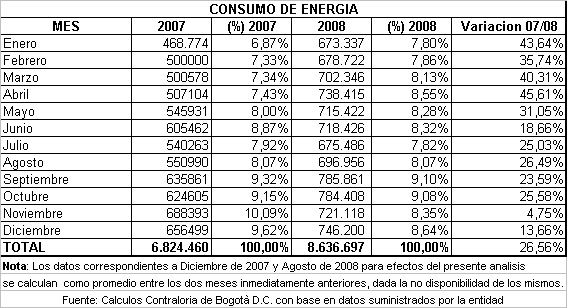 CONSUMO DE ENERGIA
MES 2007 (%) 2007 2008 (%) 2008 Variacion 07/08
Enero 468.774 6,87% 673.337 7,80% 43,64%
Febrero 500000 7,33% 678.722 7,86% 35,74%
Marzo 500578 7,34% 702.346 8,13% 40,31%
Abril 507104 7,43% 738.415 8,55% 45,61%
Mayo 545931 8,00% 715.422 8,28% 31,05%
Junio 605462 8,87% 718.426 8,32% 18,66%
Julio 540263 7,92% 675.486 7,82% 25,03%
Agosto 550990 8,07% 696.956 8,07% 26,49%
Septiembre 635861 9,32% 785.861 9,10% 23,59%
Octubre 624605 9,15% 784.408 9,08% 25,58%
Noviembre 688393 10,09% 721.118 8,35% 4,75%
Diciembre 656499 9,62% 746.200 8,64% 13,66%
TOTAL 6.824.460 100,00% 8.636.697 100,00% 26,56%
Nota: Los datos correspondientes a Diciembre de 2007 y Agosto de 2008 para efectos del presente analisis
se calculan como promedio entre los dos meses inmediatamente anteriores, dada la no disponibilidad de los mismos.
Fuente: Calculos Contraloria de Bogotà D.C. con base en datos suministrados por la entidad